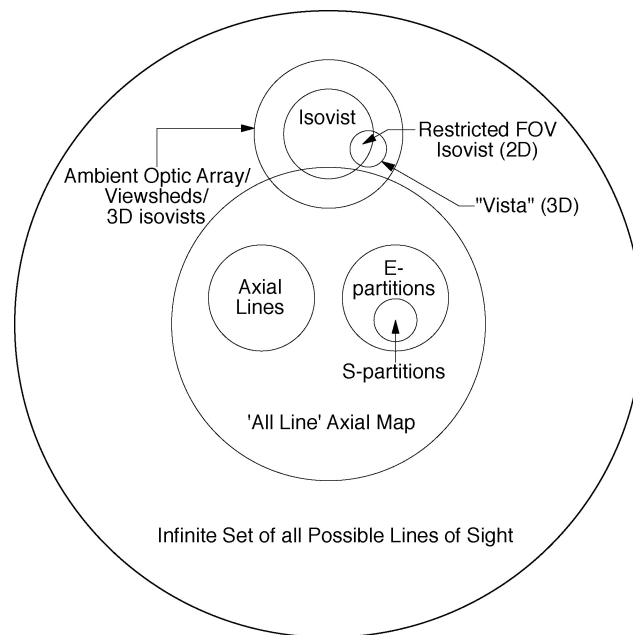 Isovist
Restricted FOV
Isovist (2D)
Ambient Optic Array/
Viewsheds/
3D isovists
"Vista" (3D)
Axial
Lines
E-
partitions
S-partitions
'All Line' Axial Map
Infinite Set of all Possible Lines of Sight